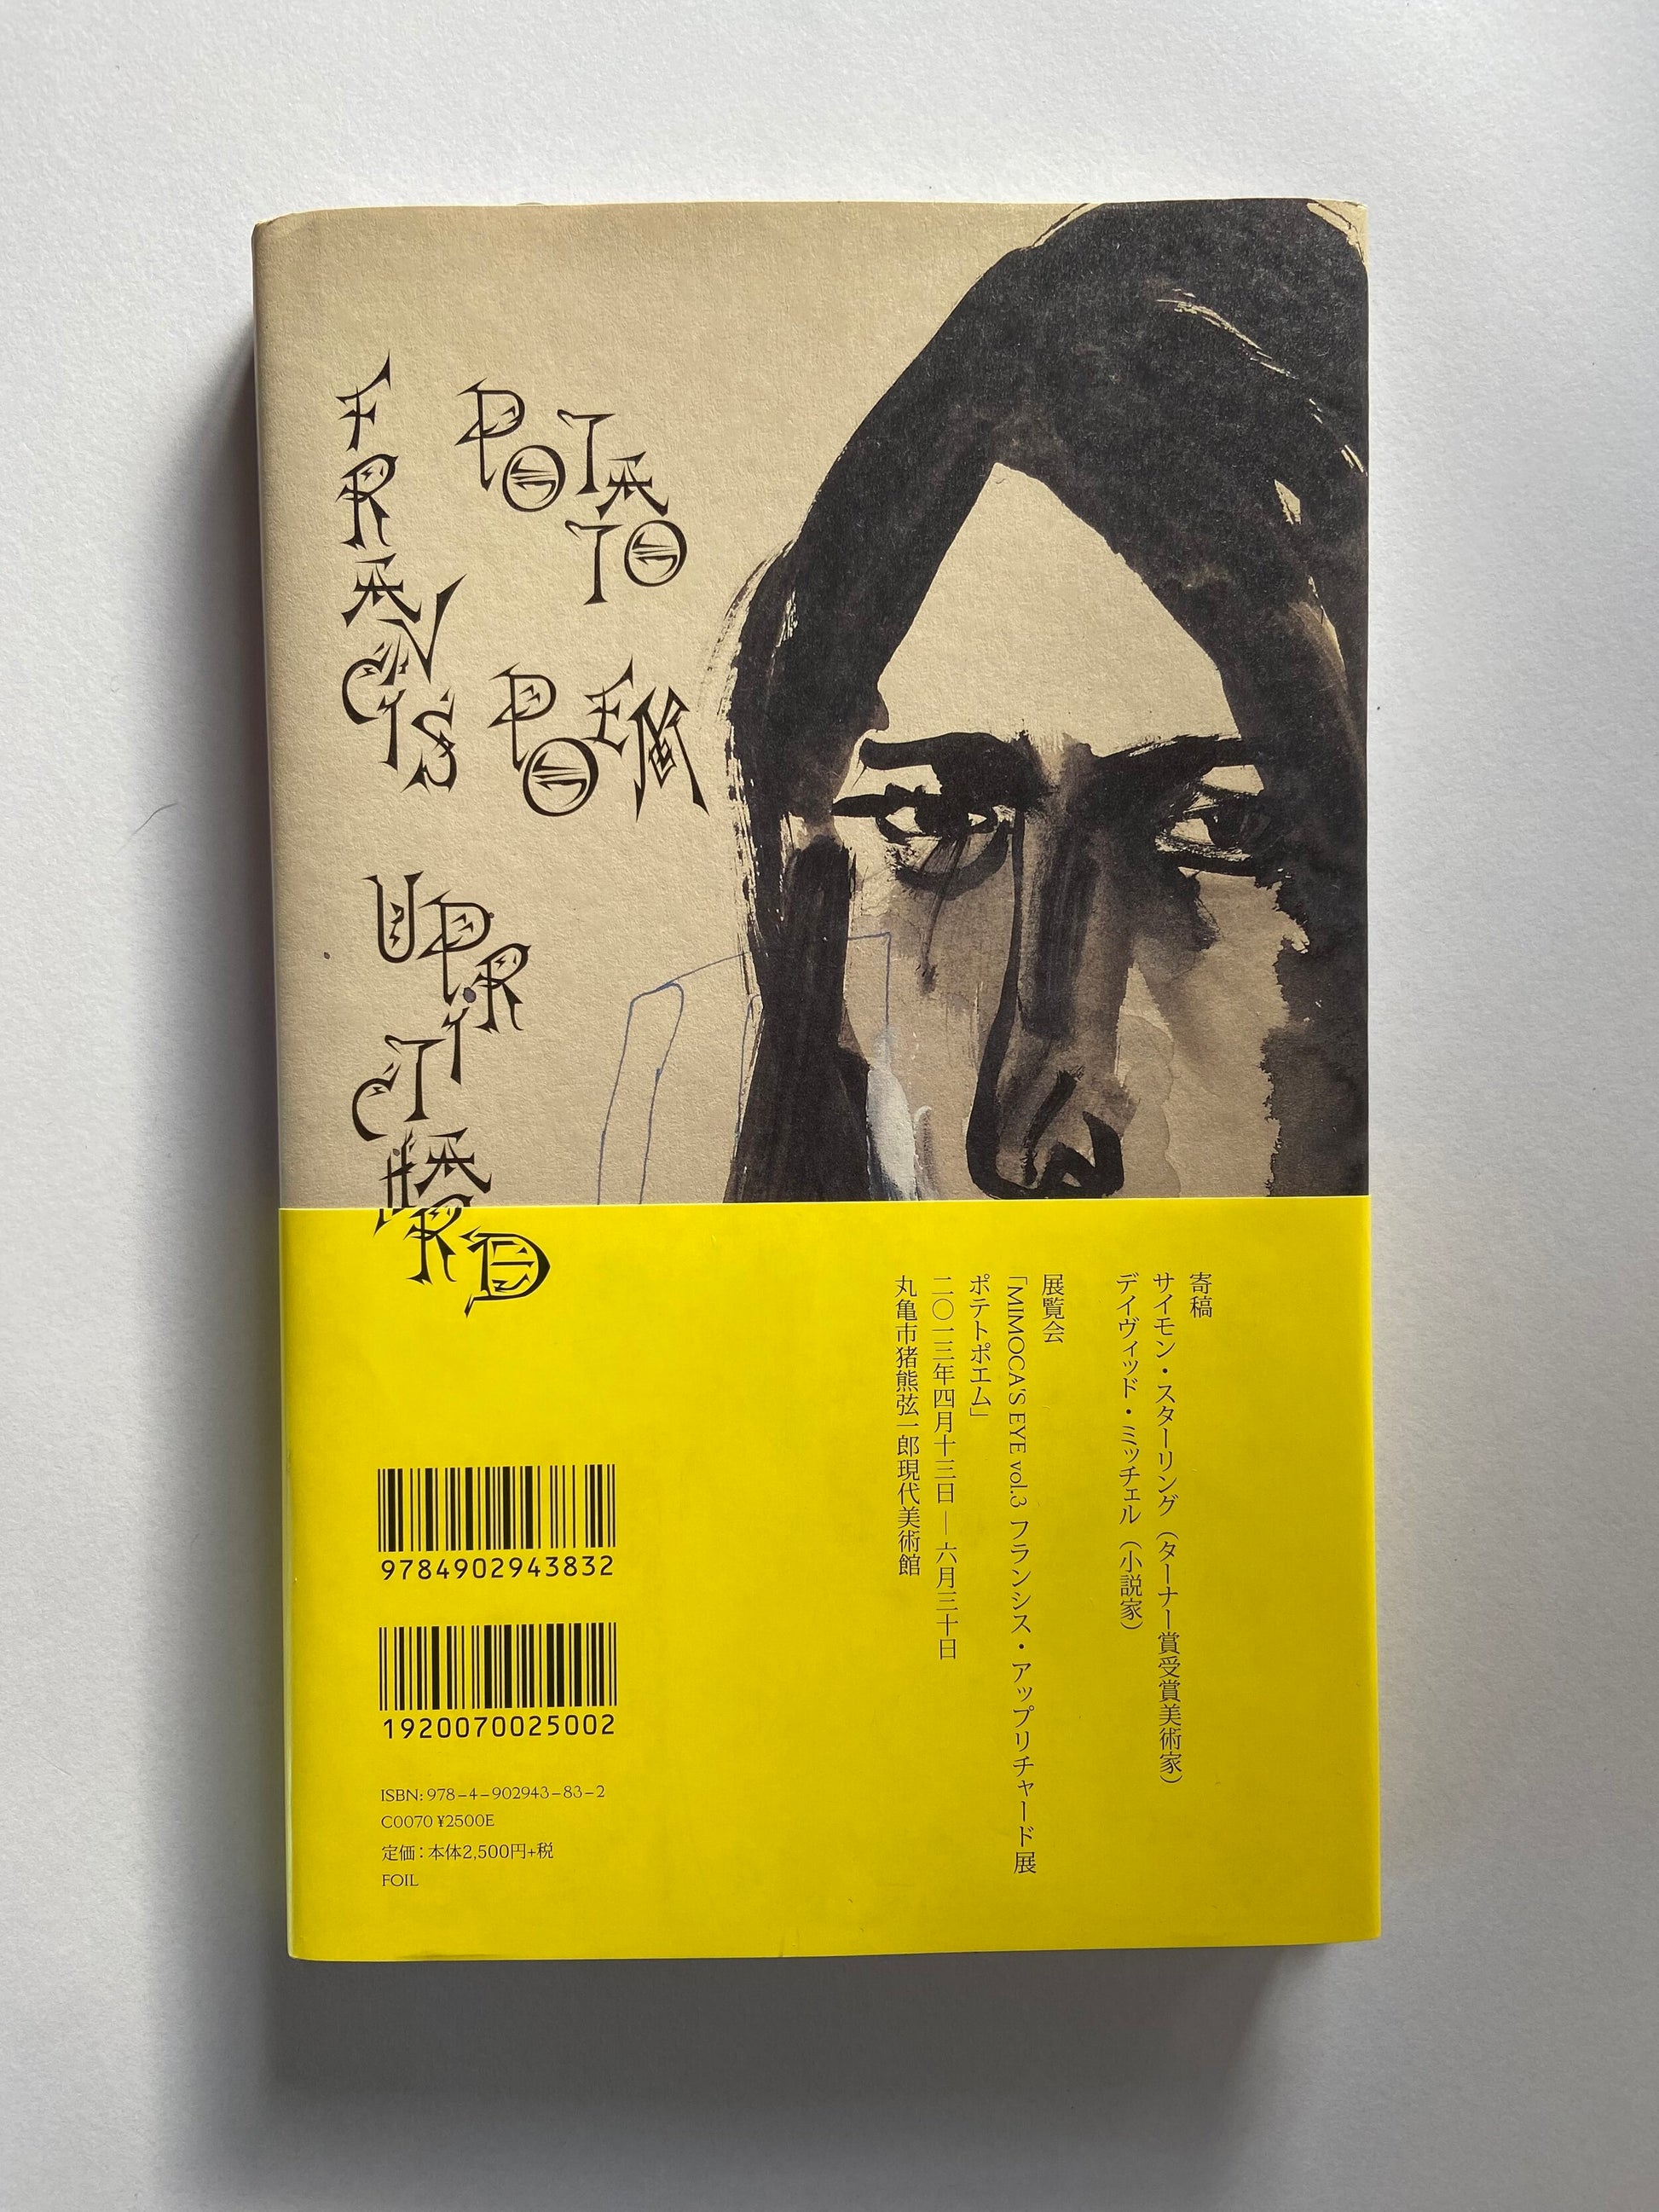 FRANCIS
UPRITCHARD
POTATO
POEM
寄稿
サイモン・スターリング（ターナー賞受賞美術家）
デイヴィッド・ミッチェル（小説家）
展覧会
「MIMOCA'S EYE vol.3 フランシス・アップリチャード展
ポテトポエム」
二〇一三年四月十三日—六月三十日
丸亀市猪熊弦一郎現代美術館
9784902943832
1920070025002
ISBN: 978-4-902943-83-2
C0070 ¥2500E
定価：本体2,500円+税
FOIL